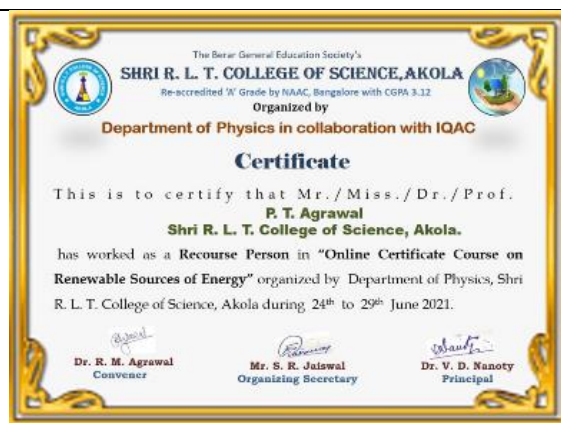 The Berar General Education Society's
SHRI R. L. T. COLLEGE OF SCIENCE,AKOLA
Re-accredited 'A' Grade by NAAC, Bangalore with CGPA 3.12
Organized by
Department of Physics in collaboration with IQAC
Certificate
This is to certify that Mr./Miss./Dr./Prof.
P. T. Agrawal
Shri R. L. T. College of Science, Akola.
has worked as a Recourse Person in “Online Certificate Course on
Renewable Sources of Energy” organized by Department of Physics, Shri
R. L. T. College of Science, Akola during 24th to 29th June 2021.
Dr. R. M. Agrawal
Convener
Mr. S. R. Jaiswal
Organizing Secretary
Dr. V. D. Nanoty
Principal